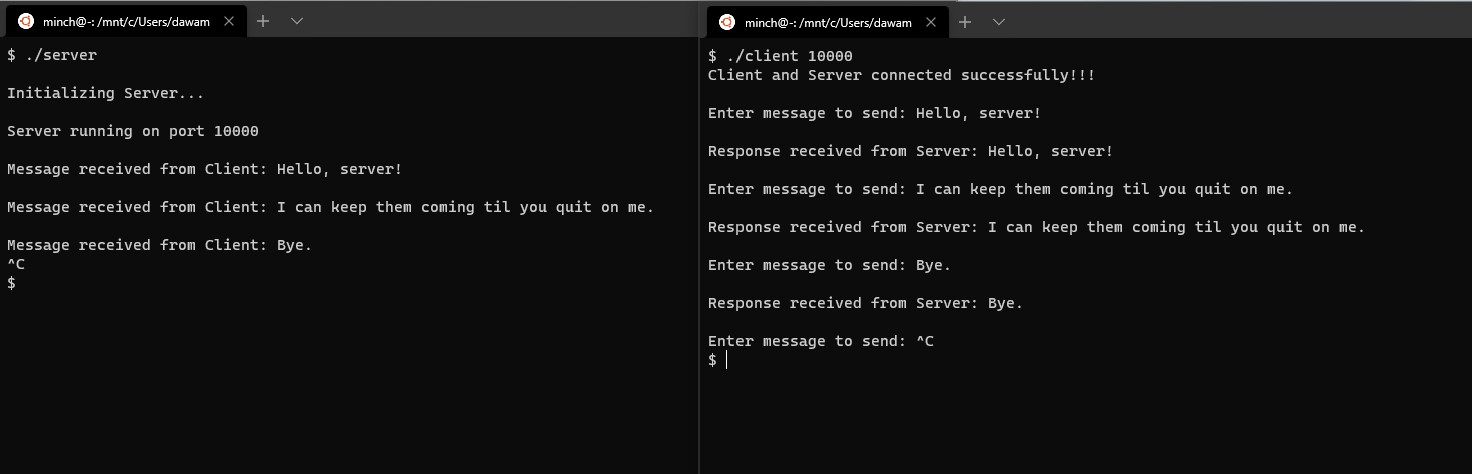 minch@-: /mnt/c/Users/dawam
$ ./server
Initializing Server...
Server running on port 10000
Message received from Client: Hello, server!
Message received from Client: I can keep them coming til you quit on me.
Message received from Client: Bye.
^C
$
minch@-: /mnt/c/Users/dawam
$ ./client 10000
Client and Server connected successfully!!!
Enter message to send: Hello, server!
Response received from Server: Hello, server!
Enter message to send: I can keep them coming til you quit on me.
Response received from Server: I can keep them coming til you quit on me.
Enter message to send: Bye.
Response received from Server: Bye.
Enter message to send: ^C
$